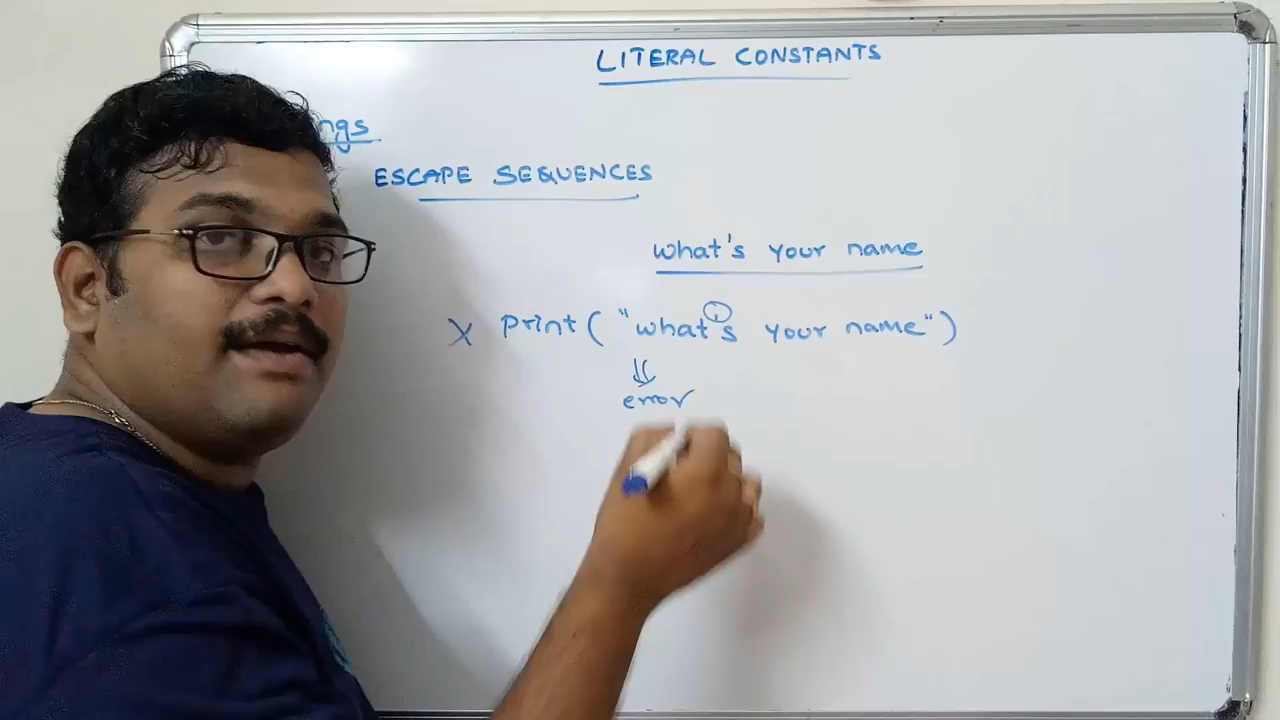 LITERAL CONSTANTS
ngs
ESCAPE SEQUENCES
what's your name
X print( "what's your name")
error